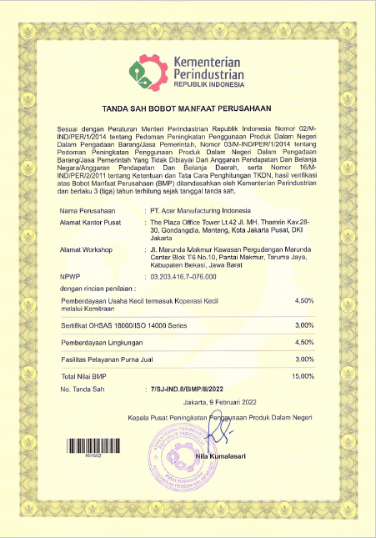 Kementerian
Perindustrian
REPUBLIK INDONESIA
TANDA SAH BOBOT MANFAAT PERUSAHAAN
Sesuai dengan Peraturan Menteri Perindustrian Republik Indonesia Nomor 02/M-
IND/PER/1/2014 tentang Pedoman Peningkatan Penggunaan Produk Dalam Negeri
Dalam Pengadaan Barang/Jasa Pemerintah, Nomor 03/M-IND/PER/1/2014 tentang
Pedoman Peningkatan Penggunaan Produk Dalam Negeri Dalam Pengadaan
Barang/Jasa Pemerintah Yang Tidak Dibiayai Dari Anggaran Pendapatan Dan Belanja
Negara/Anggaran Pendapatan Dan Belanja Daerah, serta Nomor 16/M-
IND/PER/2/2011 tentang Ketentuan dan Tata Cara Penghitungan TKDN, hasil verifikasi
atas Bobot Manfaat Perusahaan (BMP) ditandasahkan oleh Kementerian Perindustrian
dan berlaku 3 (tiga) tahun terhitung sejak tanggal tanda sah,
Nama Perusahaan : PT. Acer Manufacturing Indonesia
Alamat Kantor Pusat : The Plaza Office Tower Lt.42 Jl. MH. Thamrin Kav.28-
30, Gondangdia, Menteng, Kota Jakarta Pusat, DKI
Jakarta
Alamat Workshop : Jl. Marunda Makmur Kawasan Pergudangan Marunda
Center Blok T6 No.10, Pantai Makmur, Taruma Jaya,
Kabupaten Bekasi, Jawa Barat
NPWP : 03.203.416.7-076.000
dengan rincian penilaian :
Pemberdayaan Usaha Kecil termasuk Koperasi Kecil 4,50%
melalui Kemitraan
Sertifikat OHSAS 18000/ISO 14000 Series 3,00%
Pemberdayaan Lingkungan 4,50%
Fasilitas Pelayanan Purna Jual 3,00%
Total Nilai BMP 15,00%
No. Tanda Sah : 7/SJ-IND.8/BMP/II/2022
Jakarta, 9 Februari 2022
Kepala Pusat Peningkatan Penggunaan Produk Dalam Negeri
Nila Kumalasari